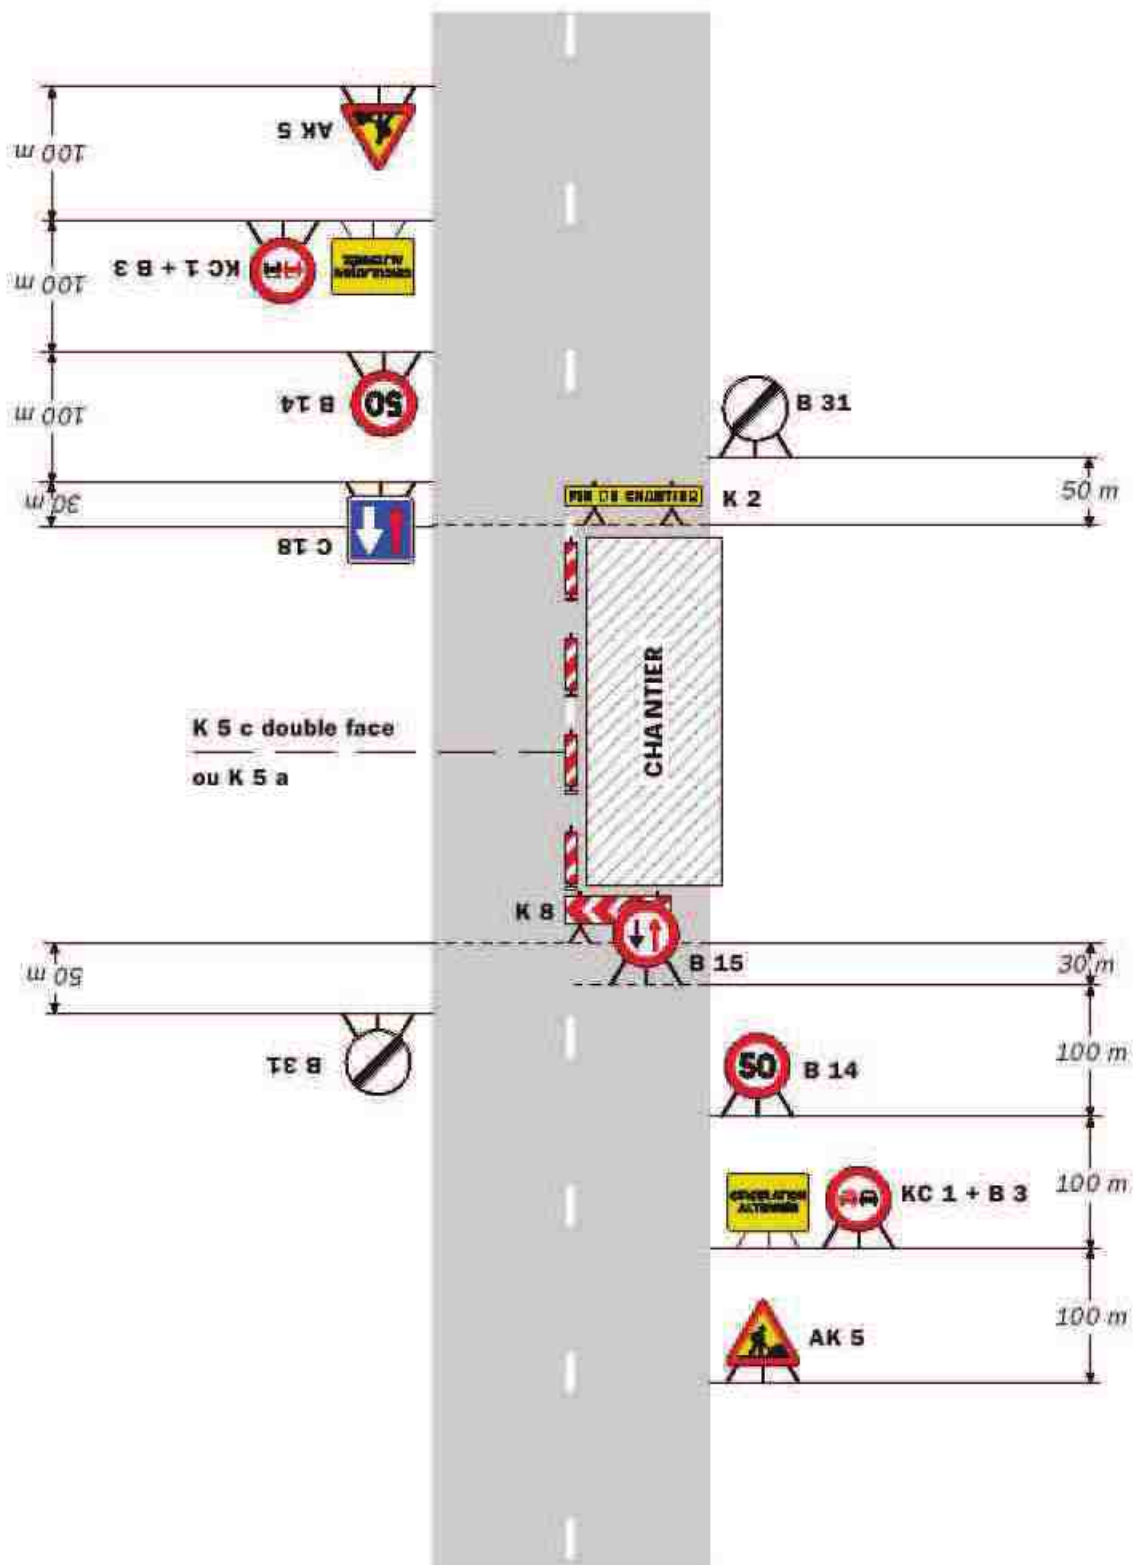 AK 5
100 m
KC 1 + B 3
CIRCULATION
ALTERNÉE
100 m
B 14
50
100 m
B 31
50 m
30 m
C 18
FIN DE CHANTIER
K 2
CHANTIER
K 5 c double face
ou K 5 a
K 8
B 15
30 m
50 m
B 31
50
B 14
100 m
CIRCULATION
ALTERNÉE
KC 1 + B 3
100 m
AK 5
100 m